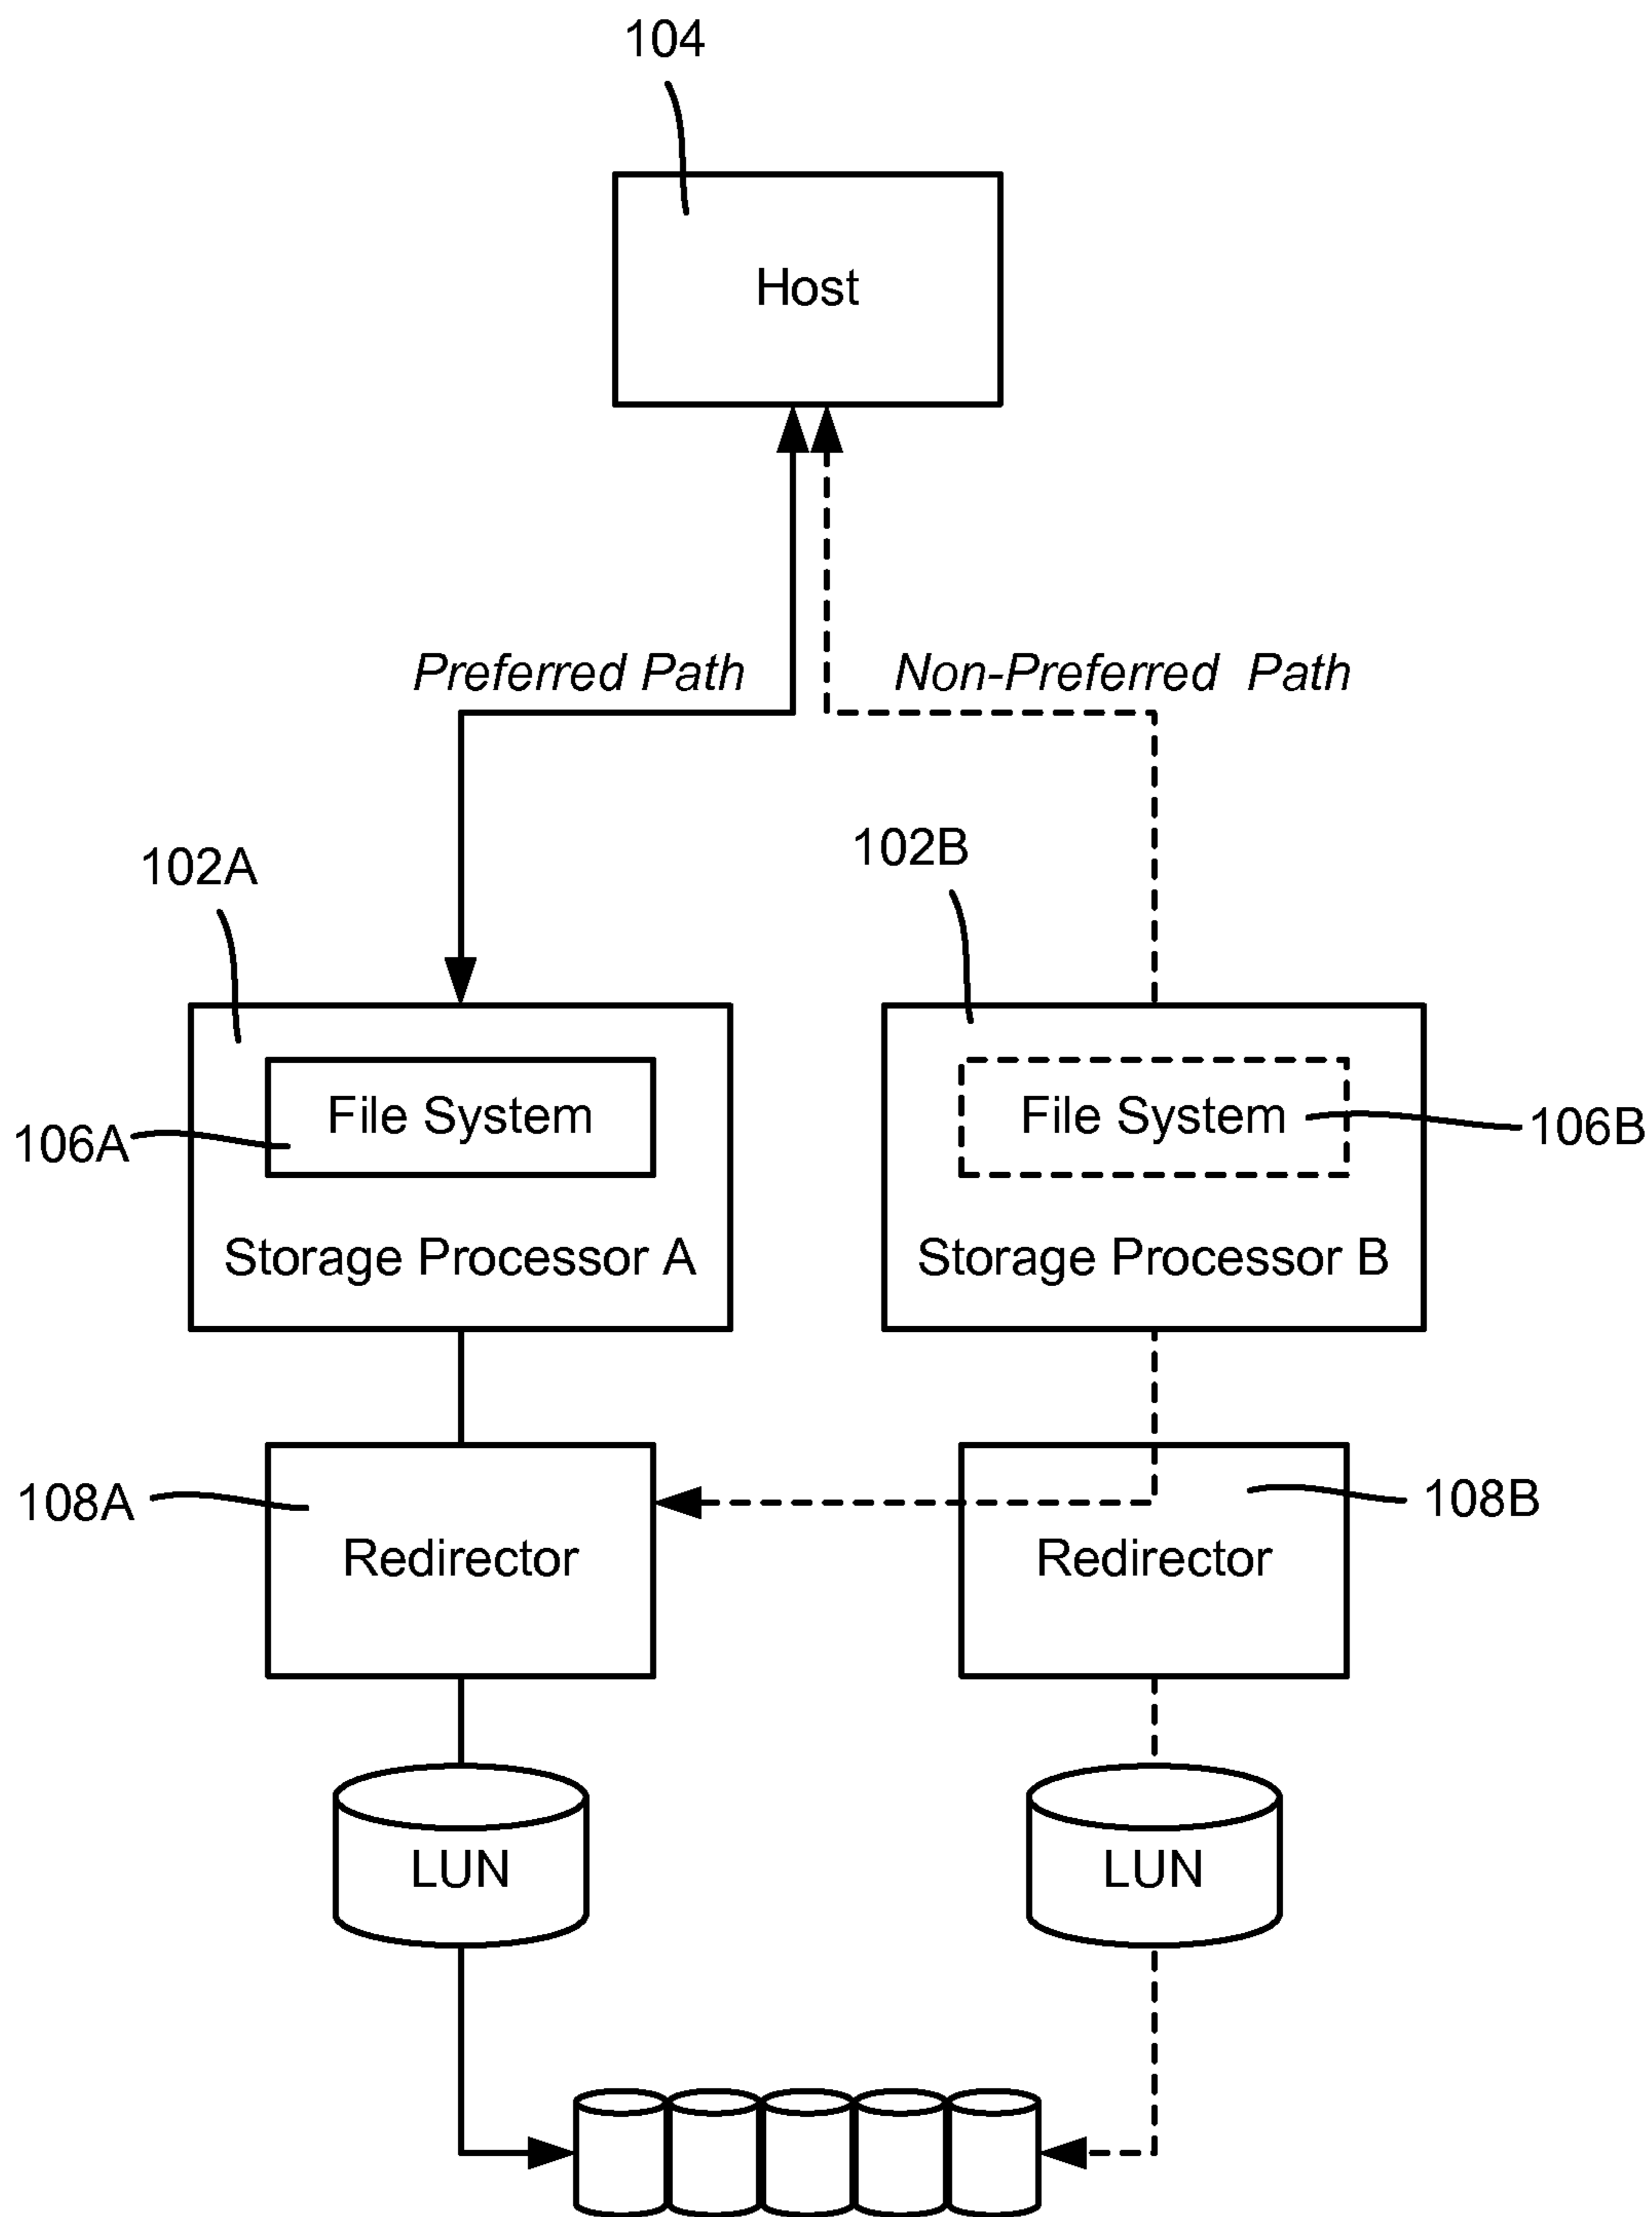 104
Host
Preferred Path
Non-Preferred Path
102A
102B
File System
File System
106A
106B
Storage Processor A
Storage Processor B
108A
108B
Redirector
Redirector
LUN
LUN